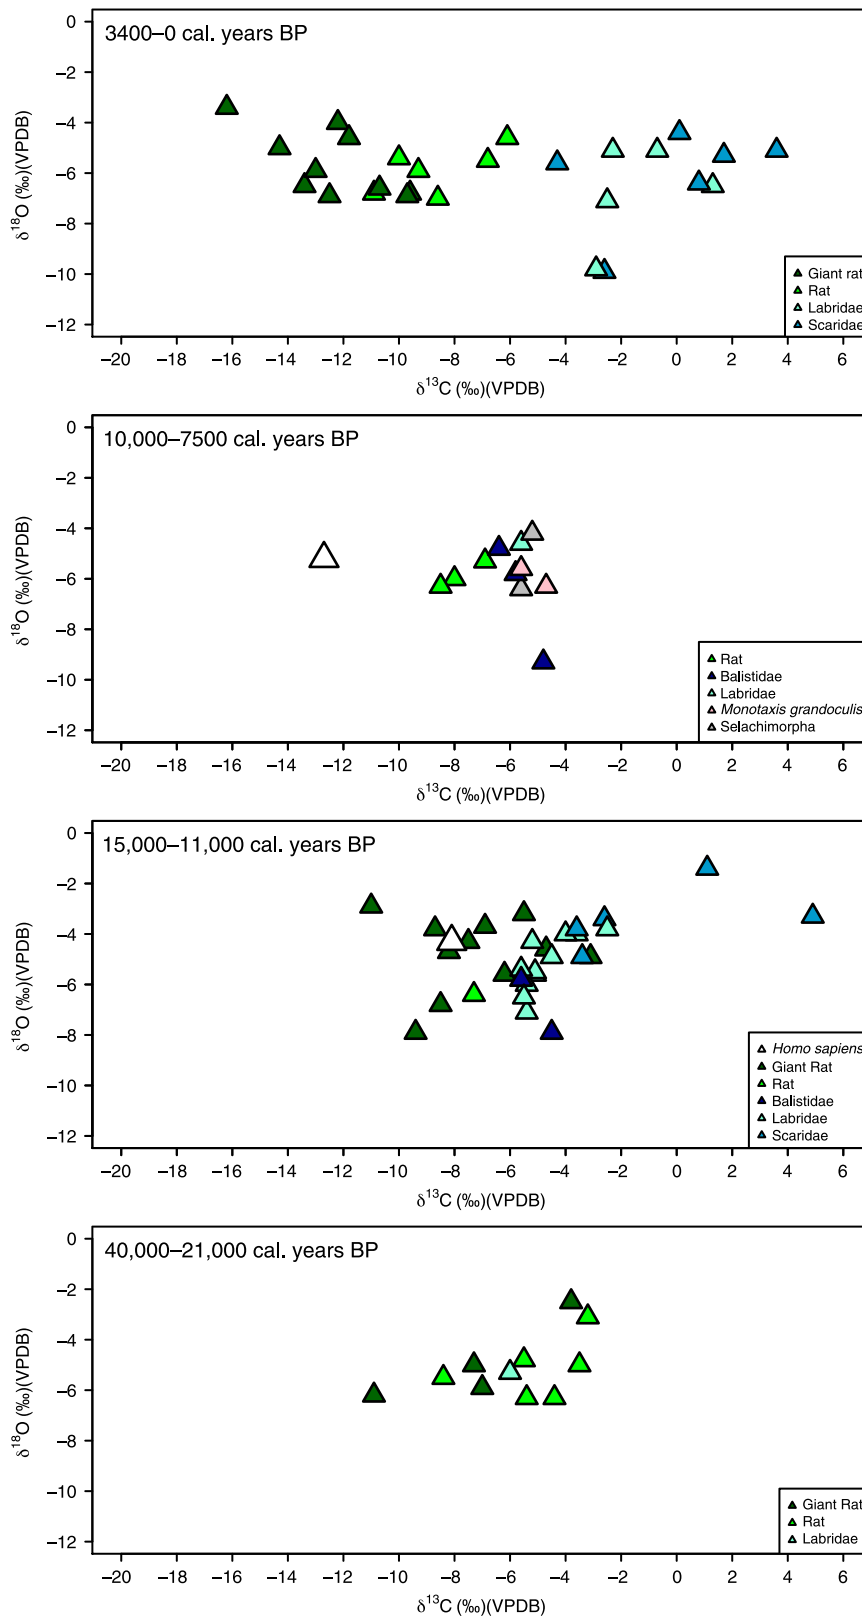 3400–0 cal. years BP
0
−2
−4
−6
−8
−10
−12
δ18O (‰)(VPDB)
Giant rat
Rat
Labridae
Scaridae
−20 −18 −16 −14 −12 −10 −8 −6 −4 −2 0 2 4 6
δ13C (‰)(VPDB)
10,000–7500 cal. years BP
0
−2
−4
−6
−8
−10
−12
δ18O (‰)(VPDB)
Rat
Balistidae
Labridae
Monotaxis grandoculis
Selachimorpha
−20 −18 −16 −14 −12 −10 −8 −6 −4 −2 0 2 4 6
δ13C (‰)(VPDB)
15,000–11,000 cal. years BP
0
−2
−4
−6
−8
−10
−12
δ18O (‰)(VPDB)
Homo sapiens
Giant Rat
Rat
Balistidae
Labridae
Scaridae
−20 −18 −16 −14 −12 −10 −8 −6 −4 −2 0 2 4 6
δ13C (‰)(VPDB)
40,000–21,000 cal. years BP
0
−2
−4
−6
−8
−10
−12
δ18O (‰)(VPDB)
Giant Rat
Rat
Labridae
−20 −18 −16 −14 −12 −10 −8 −6 −4 −2 0 2 4 6
δ13C (‰)(VPDB)